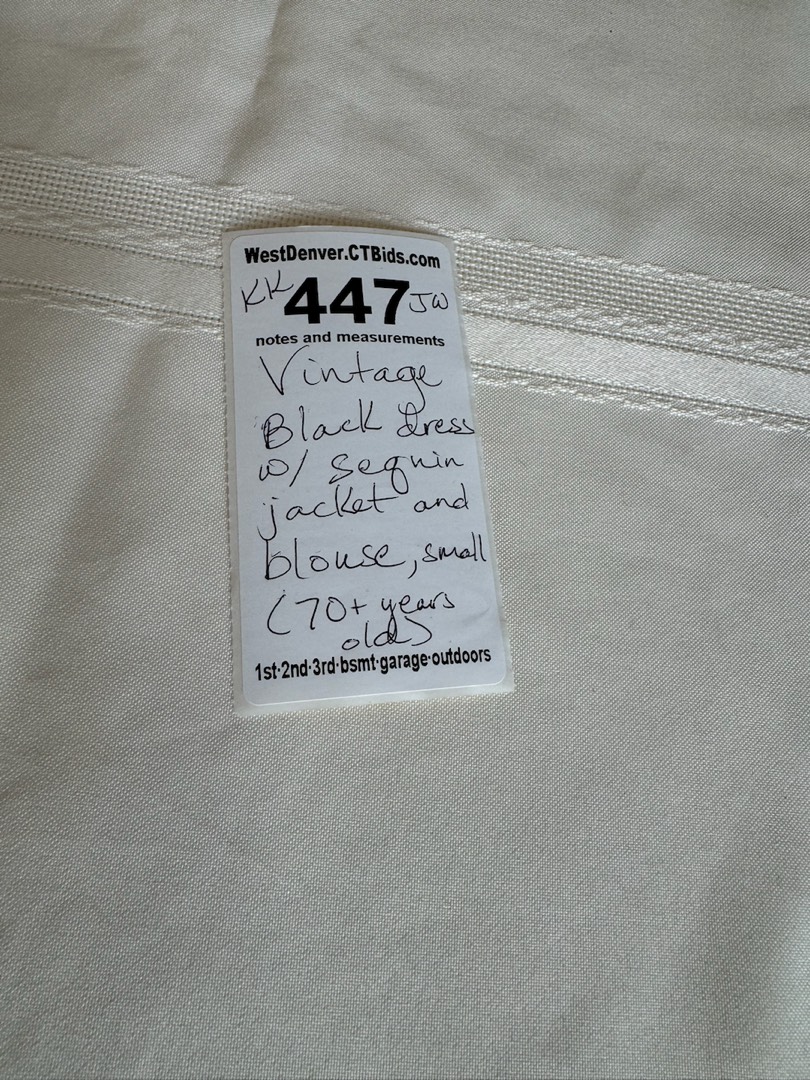 WestDenver.CTBids.com
KK 447 JW
notes and measurements
Vintage
Black dress
w/ sequin
jacket and
blouse, small
(70+ years
old)
1st·2nd·3rd·bsmt·garage·outdoors